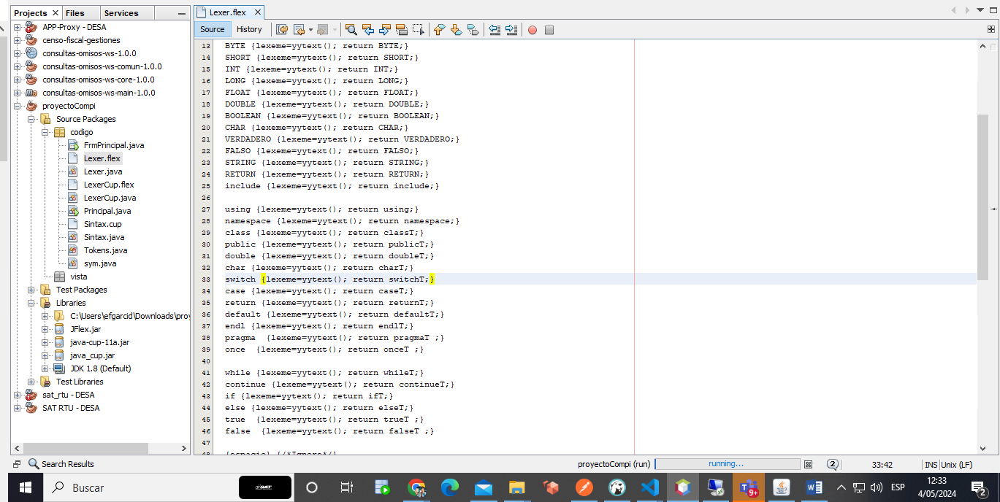 Projects
Files
Services
Lexer.flex
APP-Proxy - DESA
censo-fiscal-gestiones
consultas-omisos-ws-1.0.0
consultas-omisos-ws-comun-1.0.0
consultas-omisos-ws-core-1.0.0
consultas-omisos-ws-main-1.0.0
proyectoCompi
Source Packages
codigo
FrmPrincipal.java
Lexer.flex
Lexer.java
LexerCup.flex
LexerCup.java
Principal.java
Sintax.cup
Sintax.java
Tokens.java
sym.java
vista
Test Packages
Libraries
C:\Users\efgarcid\Downloads\proy
JFlex.jar
java-cup-11a.jar
java_cup.jar
JDK 1.8 (Default)
Test Libraries
sat_rtu - DESA
SAT RTU - DESA
Source
History
13 BYTE {lexeme=yytext(); return BYTE;}
14 SHORT {lexeme=yytext(); return SHORT;}
15 INT {lexeme=yytext(); return INT;}
16 LONG {lexeme=yytext(); return LONG;}
17 FLOAT {lexeme=yytext(); return FLOAT;}
18 DOUBLE {lexeme=yytext(); return DOUBLE;}
19 BOOLEAN {lexeme=yytext(); return BOOLEAN;}
20 CHAR {lexeme=yytext(); return CHAR;}
21 VERDADERO {lexeme=yytext(); return VERDADERO;}
22 FALSO {lexeme=yytext(); return FALSO;}
23 STRING {lexeme=yytext(); return STRING;}
24 RETURN {lexeme=yytext(); return RETURN;}
25 include {lexeme=yytext(); return include;}
26
27 using {lexeme=yytext(); return using;}
28 namespace {lexeme=yytext(); return namespace;}
29 class {lexeme=yytext(); return classT;}
30 public {lexeme=yytext(); return publicT;}
31 double {lexeme=yytext(); return doubleT;}
32 char {lexeme=yytext(); return charT;}
33 switch {lexeme=yytext(); return switchT;}
34 case {lexeme=yytext(); return caseT;}
35 return {lexeme=yytext(); return returnT;}
36 default {lexeme=yytext(); return defaultT;}
37 endl {lexeme=yytext(); return endlT;}
38 pragma  {lexeme=yytext(); return pragmaT ;}
39 once  {lexeme=yytext(); return onceT ;}
40
41 while {lexeme=yytext(); return whileT;}
42 continue {lexeme=yytext(); return continueT;}
43 if {lexeme=yytext(); return ifT;}
44 else {lexeme=yytext(); return elseT;}
45 true  {lexeme=yytext(); return trueT ;}
46 false  {lexeme=yytext(); return falseT ;}
47
48 {espacio} {/*Ignore*/}
Search Results
proyectoCompi (run)
running...
2
33:42
INS
Unix (LF)
Buscar
SAT
9+
ESP
12:33
4/05/2024
2